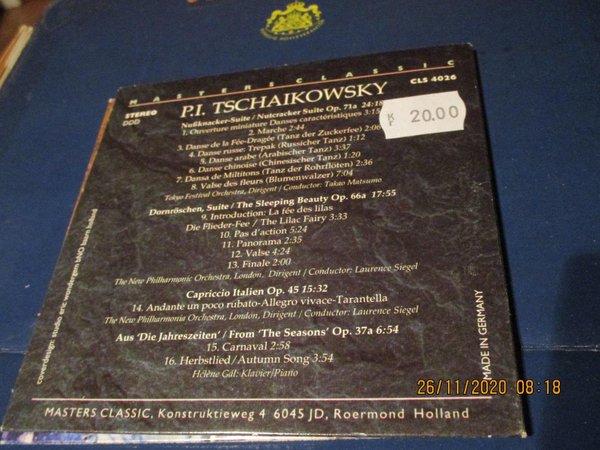 MASTERS CLASSIC
STEREO
DDD
P.I. TSCHAIKOWSKY
CLS 4026
Nußknacker-Suite / Nutcracker Suite Op. 71a 24:18
1. Ouverture miniature Danses caractéristiques 3:15
2. Marche 2:44
3. Danse de la Fée-Dragée (Tanz der Zuckerfee) 2:06
4. Danse russe: Trepak (Russicher Tanz) 1:12
5. Danse arabe (Arabischer Tanz) 3:37
6. Danse chinoise (Chinesischer Tanz) 1:20
7. Dansa de Miltitons (Tanz der Rohrflöten) 2:36
8. Valse des fleurs (Blumenwalzer) 7:04
Tokyo Festival Orchestra, Dirigent / Conductor: Takao Matsumo
KR 20.00
Dornröschen, Suite / The Sleeping Beauty Op. 66a 17:55
9. Introduction: La fée des lilas
Die Flieder-Fee / The Lilac Fairy 3:33
10. Pas d'action 5:24
11. Panorama 2:35
12. Valse 4:24
13. Finale 2:00
The New Philharmonic Orchestra, London, Dirigent / Conductor: Laurence Siegel
Capriccio Italien Op. 45 15:32
14. Andante un poco rubato-Allegro vivace-Tarantella
The New Philharmonia Orchestra, London, Dirigent / Conductor: Laurence Siegel
Aus 'Die Jahreszeiten' / From 'The Seasons' Op. 37a 6:54
15. Carnaval 2:58
16. Herbstlied / Autumn Song 3:54
Hélène Gál: Klavier/Piano
MADE IN GERMANY
MASTERS CLASSIC, Konstruktieweg 4 6045 JD, Roermond Holland
26/11/2020 08:18